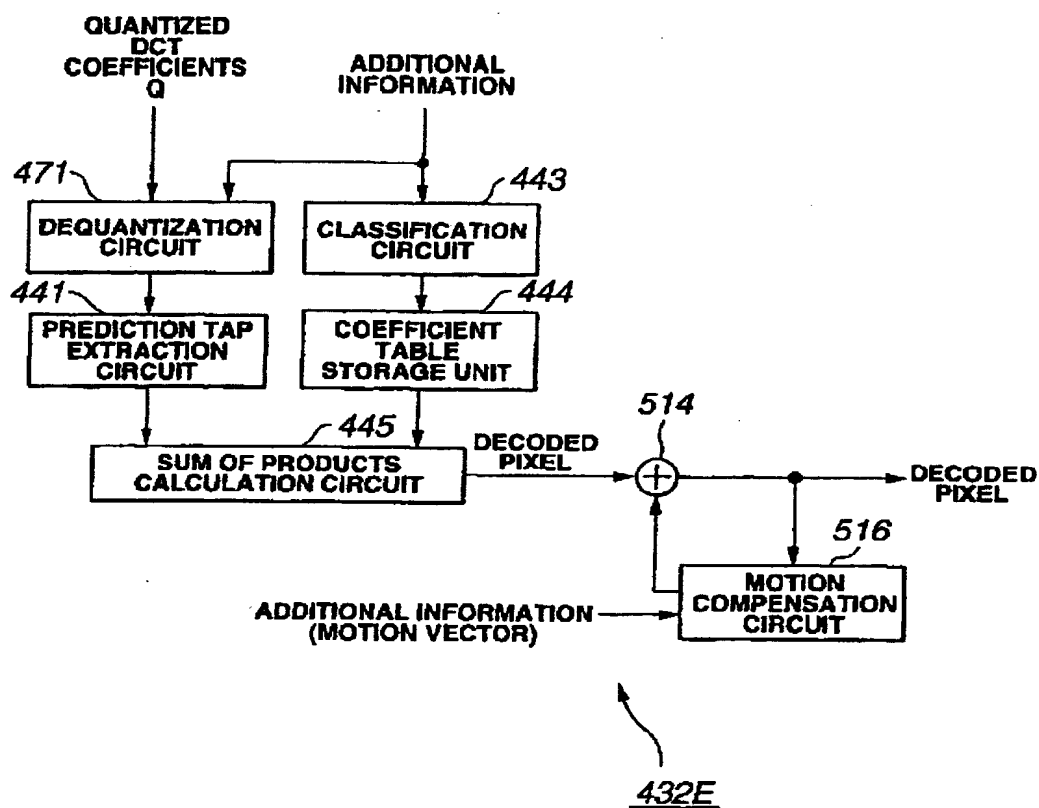 QUANTIZED
DCT
COEFFICIENTS
Q
ADDITIONAL
INFORMATION
471
443
DEQUANTIZATION
CIRCUIT
CLASSIFICATION
CIRCUIT
441
444
PREDICTION TAP
EXTRACTION
CIRCUIT
COEFFICIENT
TABLE
STORAGE UNIT
445
SUM OF PRODUCTS
CALCULATION CIRCUIT
DECODED
PIXEL
514
+
DECODED
PIXEL
516
MOTION
COMPENSATION
CIRCUIT
ADDITIONAL INFORMATION
(MOTION VECTOR)
432E